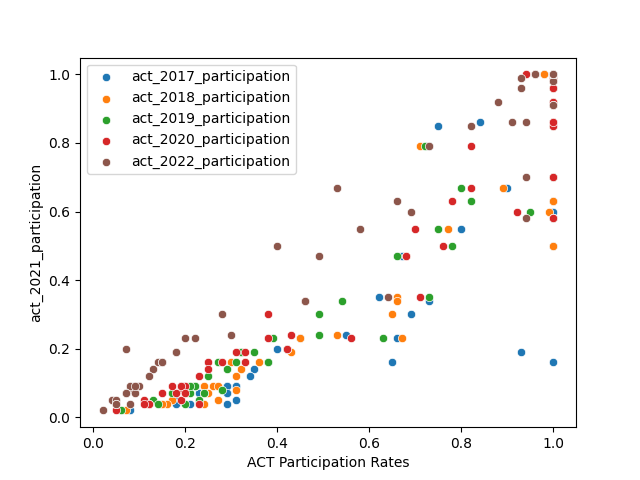 act_2017_participation
act_2018_participation
act_2019_participation
act_2020_participation
act_2022_participation
act_2021_participation
1.0
0.8
0.6
0.4
0.2
0.0
0.0 0.2 0.4 0.6 0.8 1.0
ACT Participation Rates